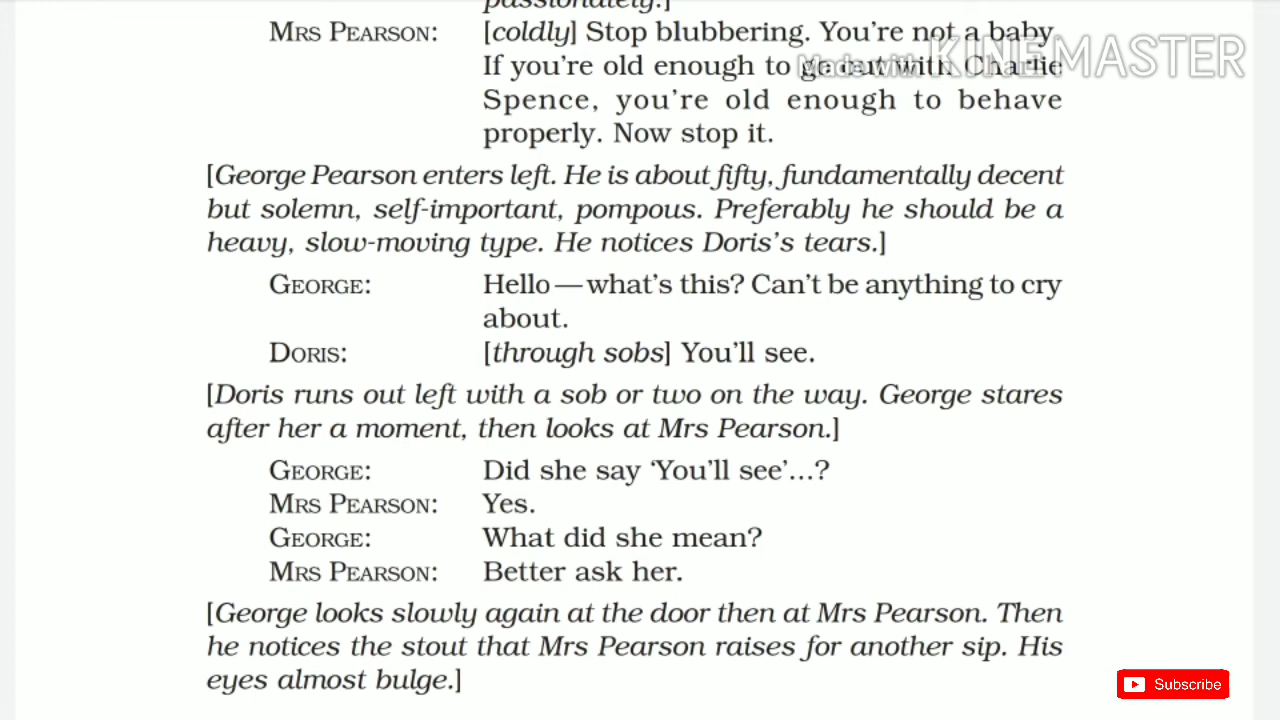 passionately.]
MRS PEARSON: [coldly] Stop blubbering. You're not a baby
If you're old enough to go out with Charlie
Spence, you're old enough to behave
properly. Now stop it.
[George Pearson enters left. He is about fifty, fundamentally decent
but solemn, self-important, pompous. Preferably he should be a
heavy, slow-moving type. He notices Doris's tears.]
GEORGE: Hello—what's this? Can't be anything to cry
about.
DORIS: [through sobs] You'll see.
[Doris runs out left with a sob or two on the way. George stares
after her a moment, then looks at Mrs Pearson.]
GEORGE: Did she say ‘You'll see’...?
MRS PEARSON: Yes.
GEORGE: What did she mean?
MRS PEARSON: Better ask her.
[George looks slowly again at the door then at Mrs Pearson. Then
he notices the stout that Mrs Pearson raises for another sip. His
eyes almost bulge.]
Made with KINEMASTER
Subscribe